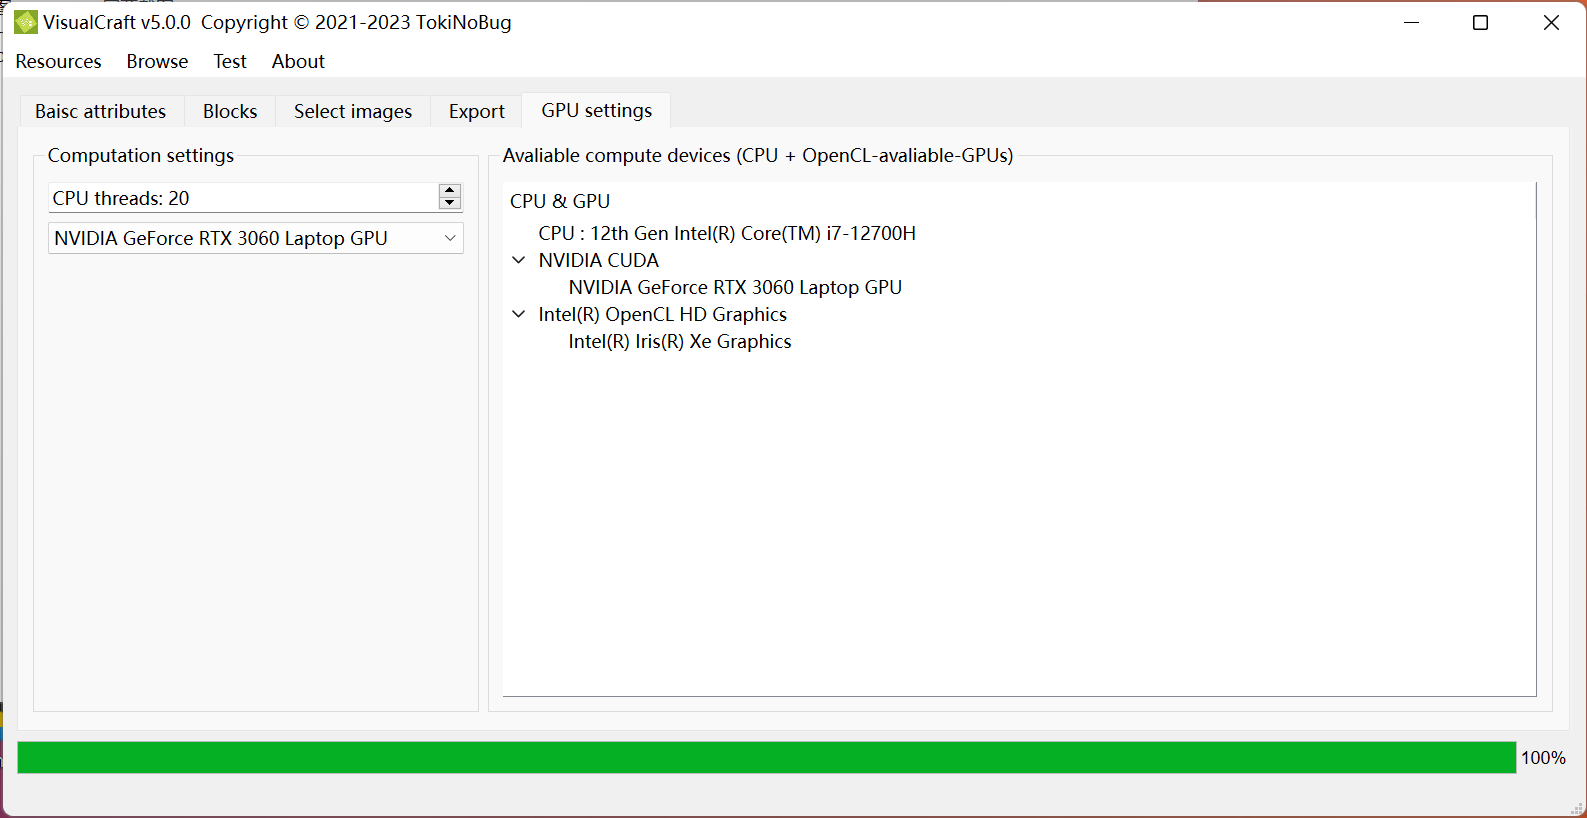 VisualCraft v5.0.0  Copyright © 2021-2023 TokiNoBug
Resources Browse Test About
Baisc attributes Blocks Select images Export GPU settings
Computation settings
CPU threads: 20
NVIDIA GeForce RTX 3060 Laptop GPU
Avaliable compute devices (CPU + OpenCL-avaliable-GPUs)
CPU & GPU
CPU : 12th Gen Intel(R) Core(TM) i7-12700H
NVIDIA CUDA
NVIDIA GeForce RTX 3060 Laptop GPU
Intel(R) OpenCL HD Graphics
Intel(R) Iris(R) Xe Graphics
100%